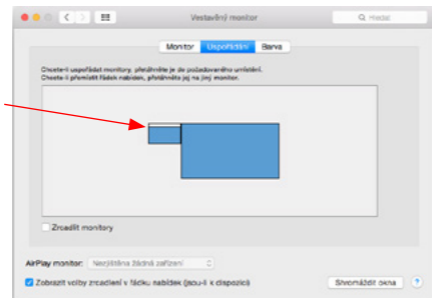 Vestavěný monitor
Hledat
Monitor
Uspořádání
Barva
Chcete-li uspořádat monitory, přetáhněte je do požadovaného umístění.
Chcete-li přemístit řádek nabídek, přetáhněte jej na jiný monitor.
Zrcadlit monitory
AirPlay monitor: Nezjištěna žádná zařízení
Zobrazit volby zrcadlení v řádku nabídek (jsou-li k dispozici)
Shromáždit okna
?